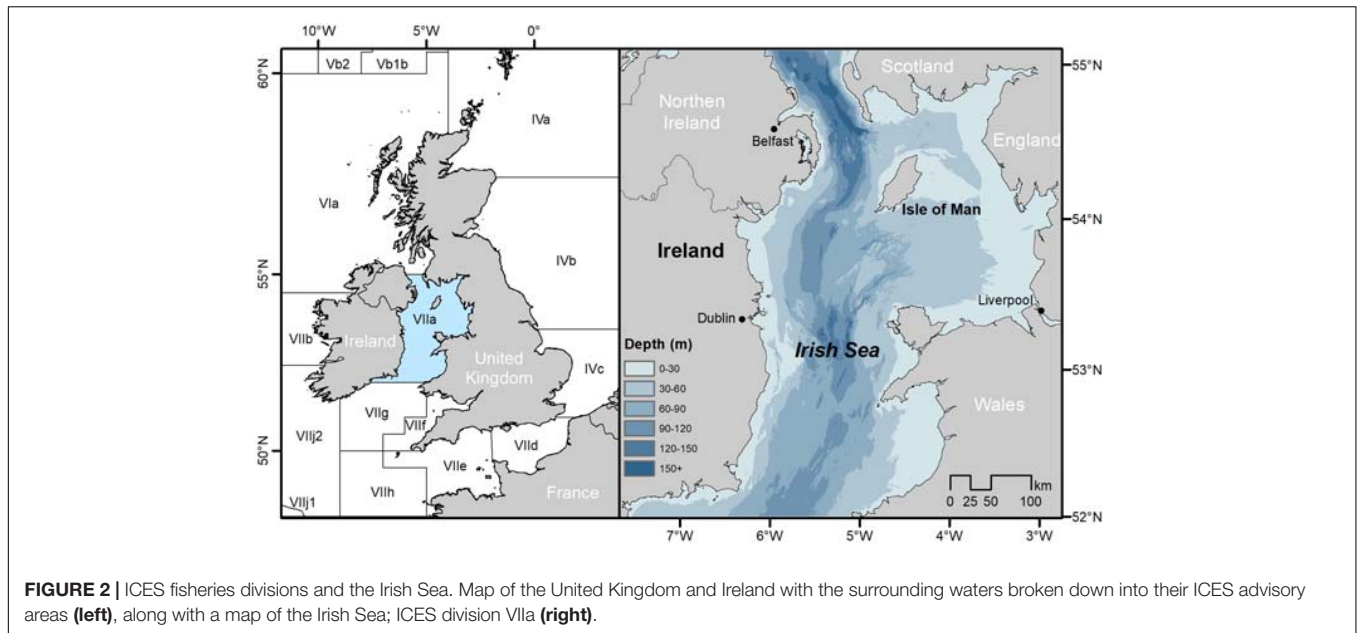 10°W 5°W 0°
60°N
55°N
50°N
Vb2 Vb1b
IVa
VIa
IVb
VIIa
VIIb
Ireland
United
Kingdom
IVc
VIIg
VIIf
VIIj2
VIId
VIIe
VIIh
France
VIIj1
Scotland
Northen
Ireland
Belfast
England
Isle of Man
Ireland
Liverpool
Dublin
Irish Sea
Wales
Depth (m)
0-30
30-60
60-90
90-120
120-150
150+
km
0 25 50 100
55°N
54°N
53°N
52°N
7°W 6°W 5°W 4°W 3°W
FIGURE 2 | ICES fisheries divisions and the Irish Sea. Map of the United Kingdom and Ireland with the surrounding waters broken down into their ICES advisory
areas (left), along with a map of the Irish Sea; ICES division VIIa (right).